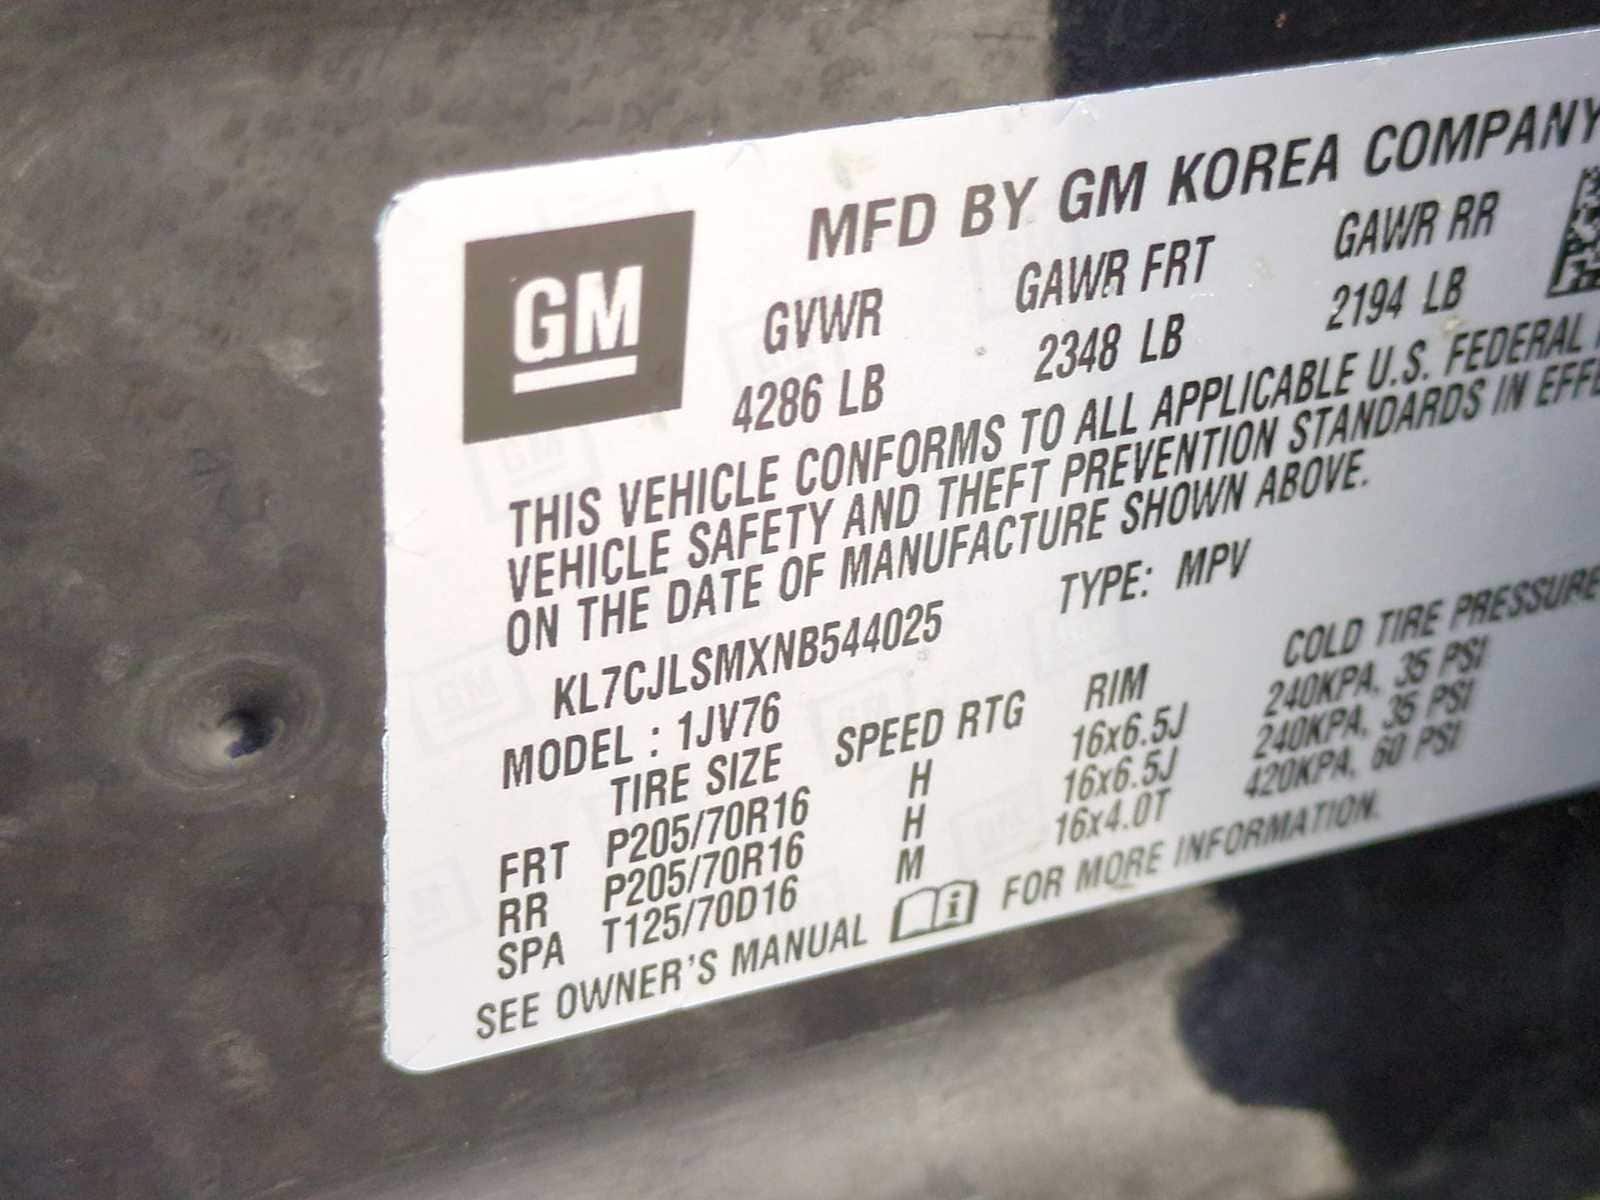 GM
MFD BY GM KOREA COMPANY
GVWR GAWR FRT GAWR RR
4286 LB 2348 LB 2194 LB
THIS VEHICLE CONFORMS TO ALL APPLICABLE U.S. FEDERAL
VEHICLE SAFETY AND THEFT PREVENTION STANDARDS IN EFFE
ON THE DATE OF MANUFACTURE SHOWN ABOVE.
KL7CJLSMXNB544025 TYPE: MPV
MODEL : 1JV76
TIRE SIZE SPEED RTG RIM COLD TIRE PRESSURE
FRT P205/70R16 H 16x6.5J 240KPA, 35 PSI
RR P205/70R16 H 16x6.5J 240KPA, 35 PSI
SPA T125/70D16 M 16x4.0T 420KPA, 60 PSI
SEE OWNER'S MANUAL i FOR MORE INFORMATION.